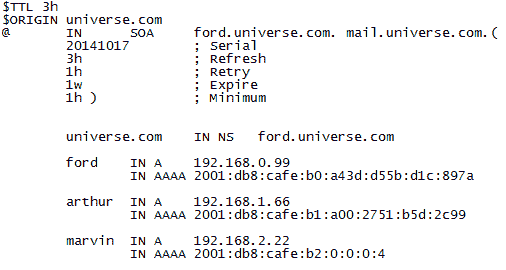 $TTL 3h
$ORIGIN universe.com
@ IN SOA ford.universe.com. mail.universe.com.(
20141017 ; Serial
3h ; Refresh
1h ; Retry
1w ; Expire
1h ) ; Minimum
universe.com IN NS ford.universe.com
ford IN A 192.168.0.99
IN AAAA 2001:db8:cafe:b0:a43d:d55b:d1c:897a
arthur IN A 192.168.1.66
IN AAAA 2001:db8:cafe:b1:a00:2751:b5d:2c99
marvin IN A 192.168.2.22
IN AAAA 2001:db8:cafe:b2:0:0:0:4